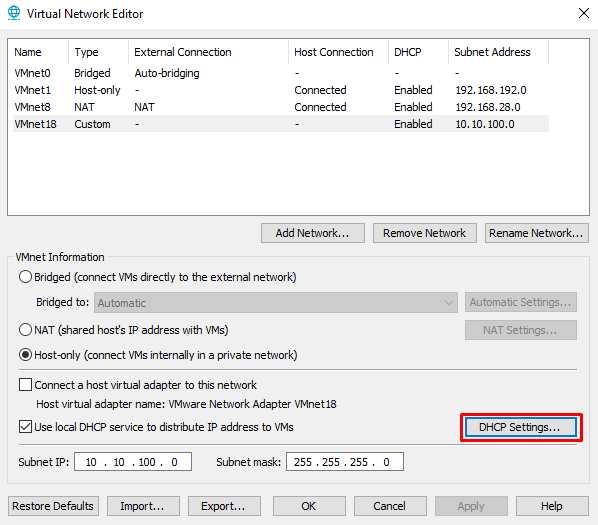 Virtual Network Editor
Name Type External Connection Host Connection DHCP Subnet Address
VMnet0 Bridged Auto-bridging - - -
VMnet1 Host-only - Connected Enabled 192.168.192.0
VMnet8 NAT NAT Connected Enabled 192.168.28.0
VMnet18 Custom - - Enabled 10.10.100.0
Add Network... Remove Network Rename Network...
VMnet Information
Bridged (connect VMs directly to the external network)
Bridged to: Automatic Automatic Settings...
NAT (shared host's IP address with VMs) NAT Settings...
Host-only (connect VMs internally in a private network)
Connect a host virtual adapter to this network
Host virtual adapter name: VMware Network Adapter VMnet18
Use local DHCP service to distribute IP address to VMs DHCP Settings...
Subnet IP: 10 . 10 . 100 . 0 Subnet mask: 255 . 255 . 255 . 0
Restore Defaults Import... Export... OK Cancel Apply Help